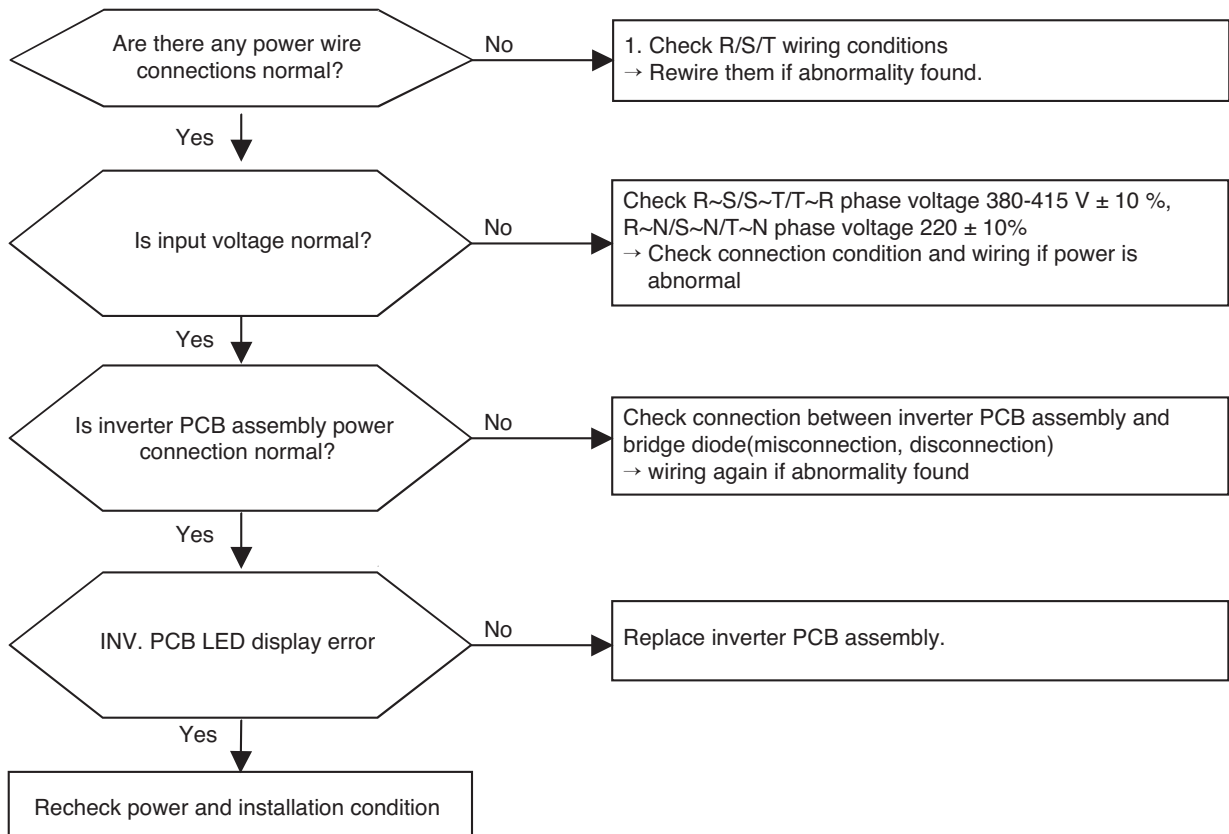 Are there any power wire
connections normal?
No
1. Check R/S/T wiring conditions
→ Rewire them if abnormality found.
Yes
Is input voltage normal?
No
Check R~S/S~T/T~R phase voltage 380-415 V ± 10 %,
R~N/S~N/T~N phase voltage 220 ± 10%
→ Check connection condition and wiring if power is
abnormal
Yes
Is inverter PCB assembly power
connection normal?
No
Check connection between inverter PCB assembly and
bridge diode(misconnection, disconnection)
→ wiring again if abnormality found
Yes
INV. PCB LED display error
No
Replace inverter PCB assembly.
Yes
Recheck power and installation condition